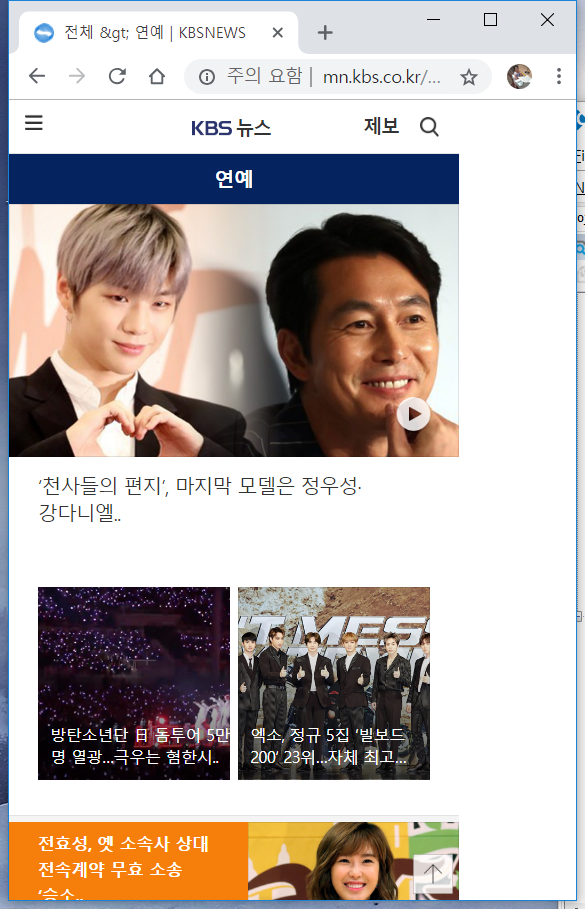 전체 &gt; 연예 | KBSNEWS
주의 요함 | mn.kbs.co.kr/...
KBS 뉴스 제보
연예
‘천사들의 편지’, 마지막 모델은 정우성·
강다니엘..
방탄소년단 日 돔투어 5만
명 열광...극우는 혐한시..
엑소, 정규 5집 ‘빌보드
200’ 23위...자체 최고...
전효성, 옛 소속사 상대
전속계약 무효 소송
‘승소..